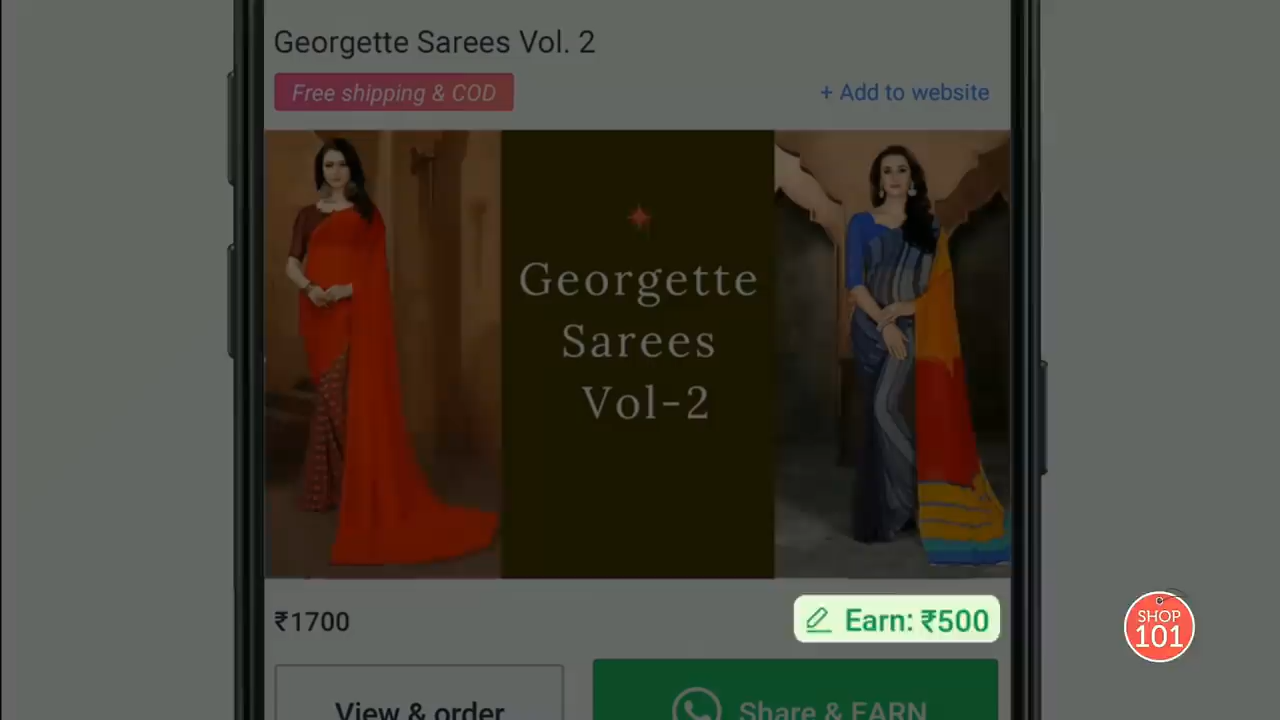 Georgette Sarees Vol. 2
Free shipping & COD
+ Add to website
Georgette
Sarees
Vol-2
₹1700
Earn: ₹500
View & order
Share & EARN
SHOP
101